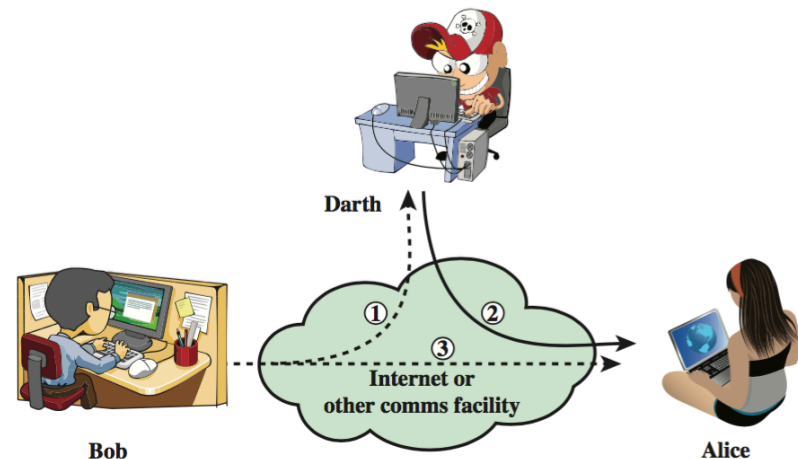 Darth
1
2
3
Internet or
other comms facility
Bob
Alice